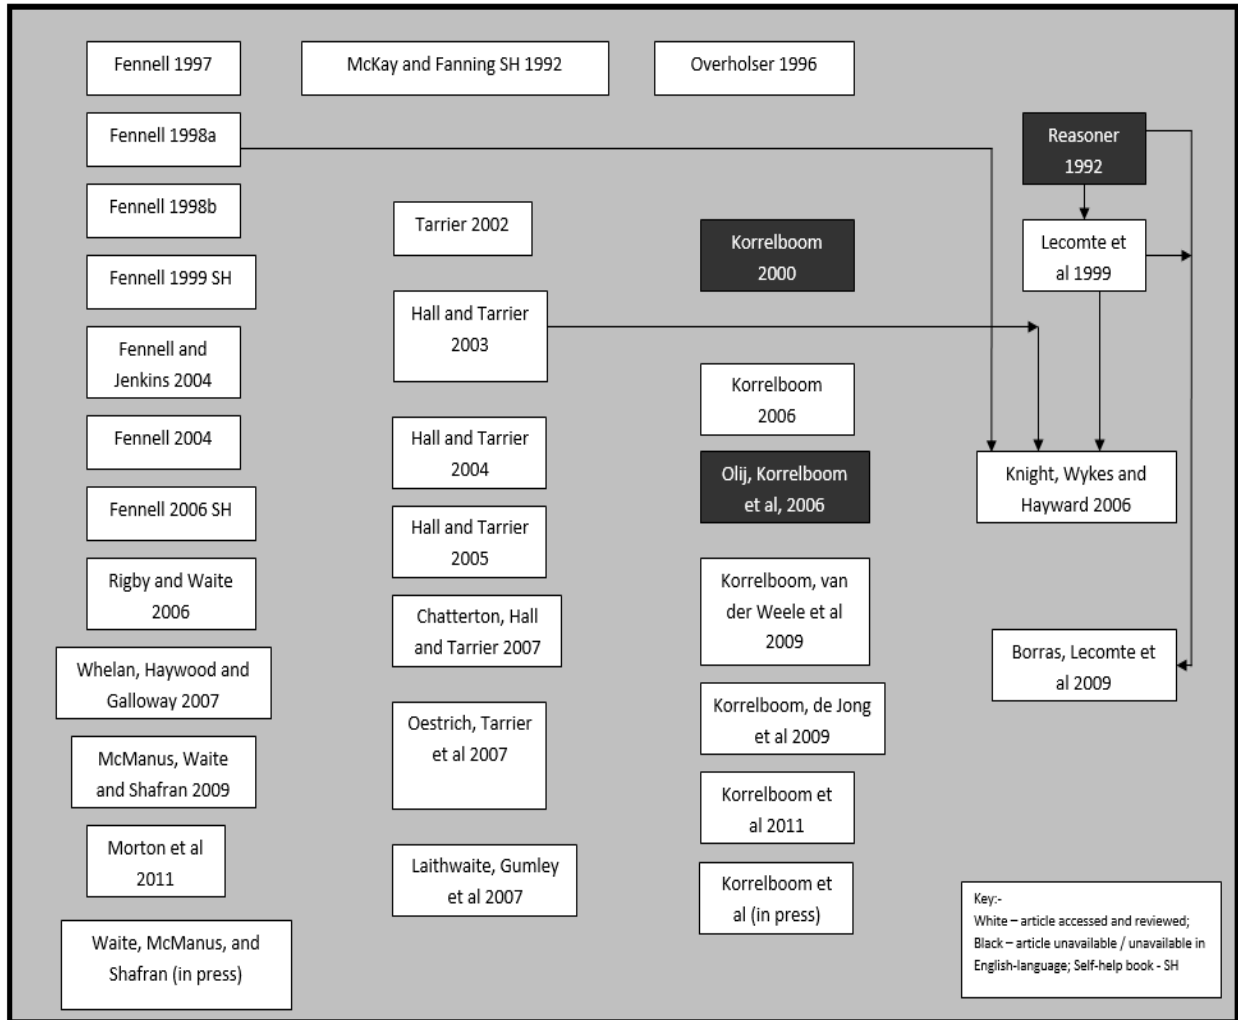 Fennell 1997
McKay and Fanning SH 1992
Overholser 1996
Fennell 1998a
Reasoner
1992
Fennell 1998b
Tarrier 2002
Korrelboom
2000
Lecomte et
al 1999
Fennell 1999 SH
Hall and Tarrier
2003
Fennell and
Jenkins 2004
Korrelboom
2006
Fennell 2004
Hall and Tarrier
2004
Olij, Korrelboom
et al, 2006
Knight, Wykes and
Hayward 2006
Fennell 2006 SH
Hall and Tarrier
2005
Rigby and Waite
2006
Chatterton, Hall
and Tarrier 2007
Korrelboom, van
der Weele et al
2009
Whelan, Haywood and
Galloway 2007
Borras, Lecomte et
al 2009
Oestrich, Tarrier
et al 2007
Korrelboom, de Jong
et al 2009
McManus, Waite
and Shafran 2009
Korrelboom et
al 2011
Morton et al
2011
Laithwaite, Gumley
et al 2007
Korrelboom et
al (in press)
Waite, McManus, and
Shafran (in press)
Key:-
White – article accessed and reviewed;
Black – article unavailable / unavailable in
English-language; Self-help book - SH